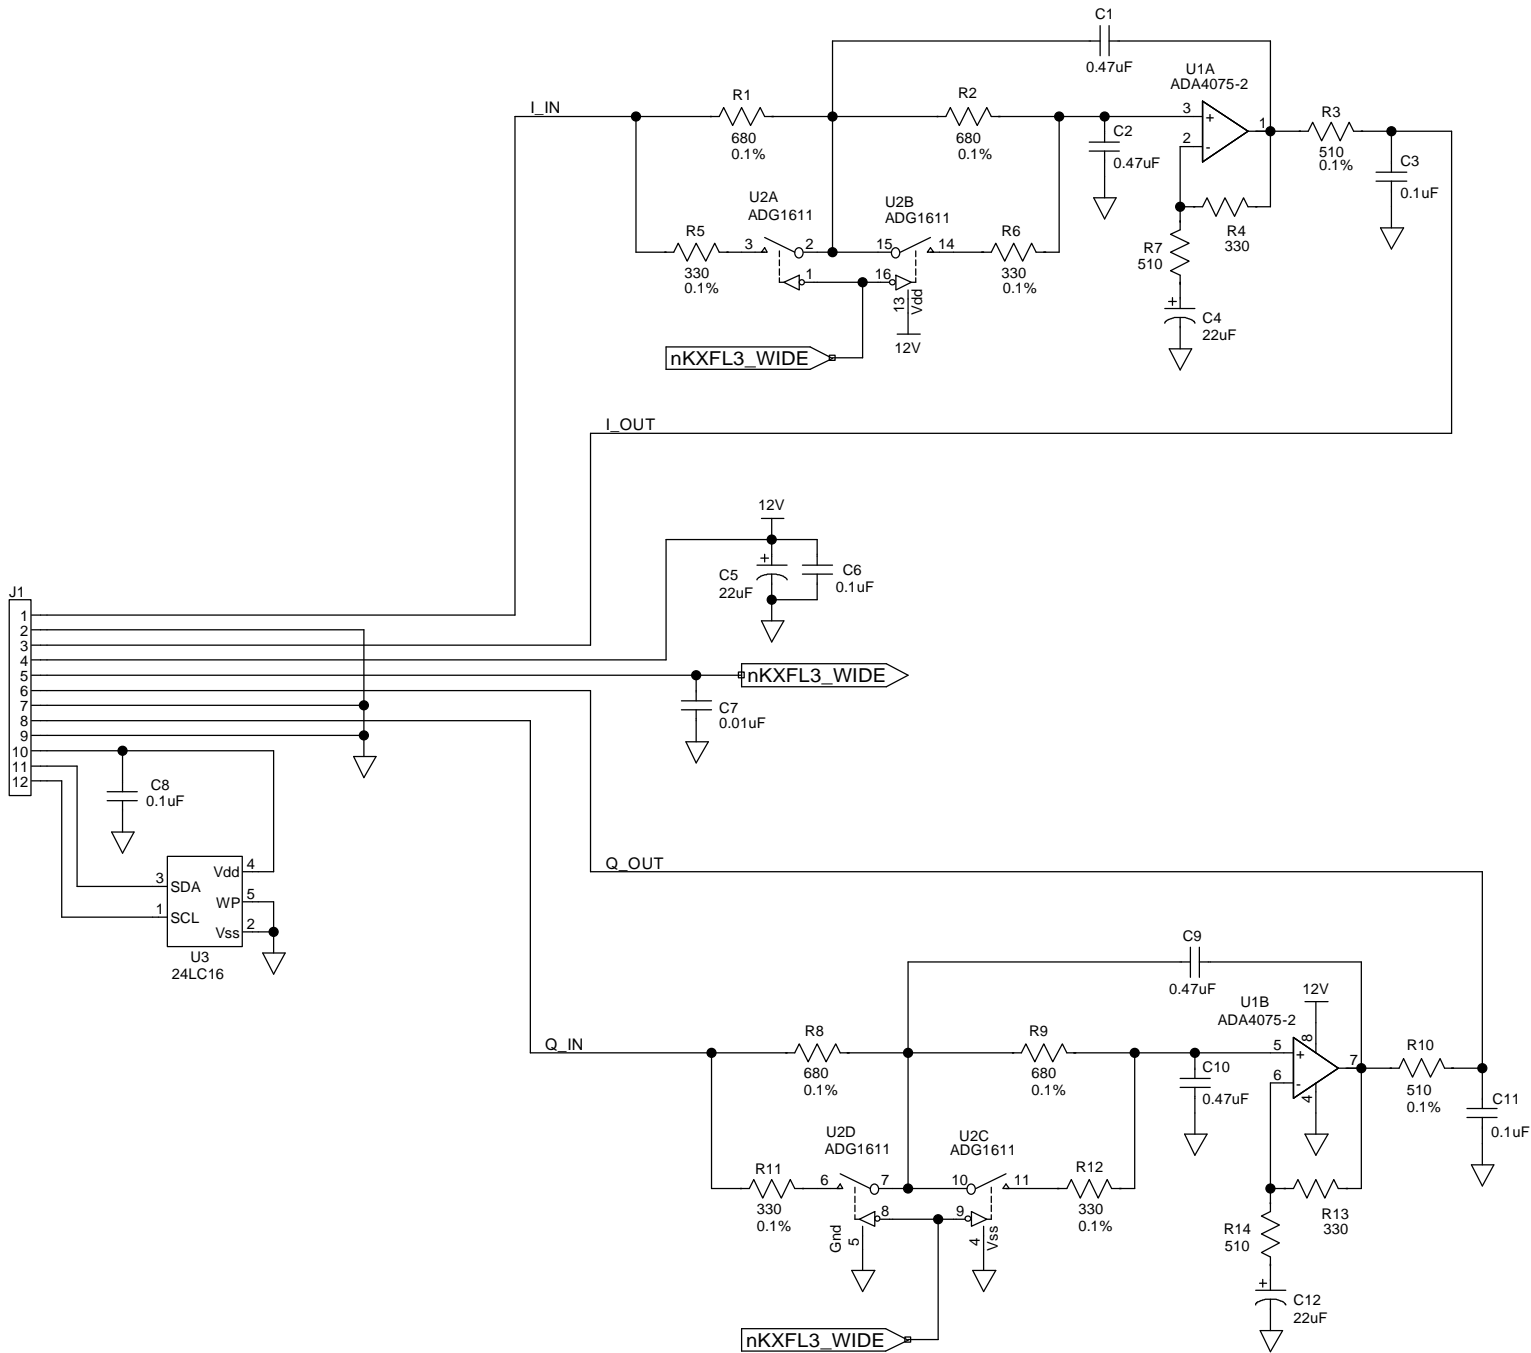 C1
0.47uF
U1A
ADA4075-2
I_IN
R1
680
0.1%
R2
680
0.1%
C2
0.47uF
3
+
2
-
1
R3
510
0.1%
C3
0.1uF
U2A
ADG1611
U2B
ADG1611
R5
330
0.1%
3
2
15
14
R6
330
0.1%
1
16
13
Vdd
12V
R7
510
R4
330
+
C4
22uF
nKXFL3_WIDE
I_OUT
12V
+
C5
22uF
C6
0.1uF
J1
1
2
3
4
5
6
7
8
9
10
11
12
nKXFL3_WIDE
C7
0.01uF
C8
0.1uF
Vdd
4
3
SDA
WP
5
1
SCL
Vss
2
U3
24LC16
Q_OUT
C9
0.47uF
U1B
ADA4075-2
12V
8
Q_IN
R8
680
0.1%
R9
680
0.1%
C10
0.47uF
5
+
6
-
7
4
R10
510
0.1%
C11
0.1uF
U2D
ADG1611
U2C
ADG1611
R11
330
0.1%
6
7
10
11
R12
330
0.1%
8
9
Gnd
5
4
Vss
R14
510
R13
330
+
C12
22uF
nKXFL3_WIDE